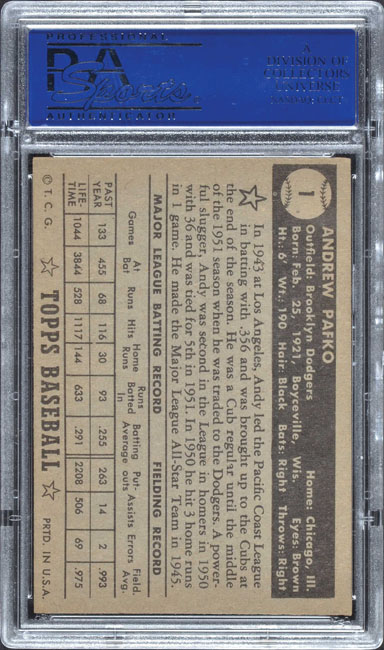 PROFESSIONAL
PSA
Sports
AUTHENTICATOR
A
DIVISION OF
COLLECTORS
UNIVERSE
NASDAQ: CLCT
1
ANDREW PAFKO
Outfield: Brooklyn Dodgers Home: Chicago, Ill.
Born: Feb. 25, 1921, Boyceville, Wis. Eyes: Brown
Ht.: 6' Wt.: 190 Hair: Black Bats: Right Throws: Right
In 1943 at Los Angeles, Andy led the Pacific Coast League
in batting with .356 and was brought up to the Cubs at
the end of the season. He was a Cub regular until the middle
of the 1951 season when he was traded to the Dodgers. A power-
ful slugger, Andy was second in the League in homers in 1950
with 36 and was tied for 5th in 1951. In 1950 he hit 3 home runs
in 1 game. He made the Major League All-Star Team in 1945.
MAJOR LEAGUE BATTING RECORD FIELDING RECORD
Games At Bat Runs Hits Home Runs Runs Batted In Batting Average Put-outs Assists Errors Field. Avg.
PAST YEAR 133 455 68 116 30 93 .255 263 14 2 .993
LIFE-TIME 1044 3844 528 1117 144 633 .291 2208 506 69 .975
© T. C. G. TOPPS BASEBALL PRTD. IN U.S.A.